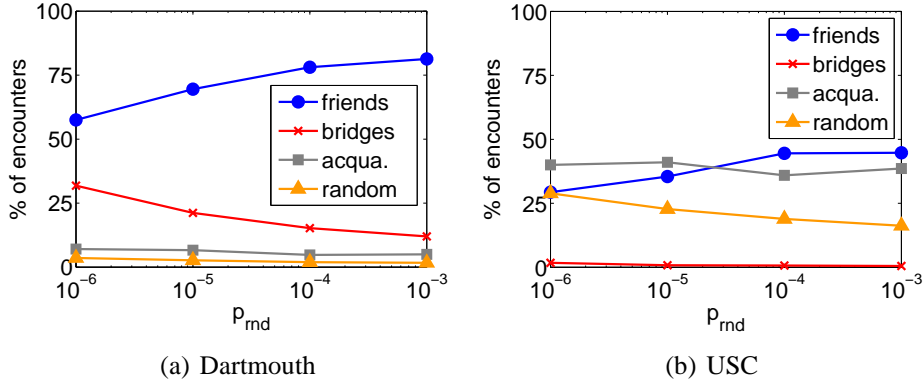 100
75
50
25
0
% of encounters
friends
bridges
acqua.
random
10^-6
10^-5
10^-4
10^-3
p_rnd
(a) Dartmouth
100
75
50
25
0
% of encounters
friends
bridges
acqua.
random
10^-6
10^-5
10^-4
10^-3
p_rnd
(b) USC